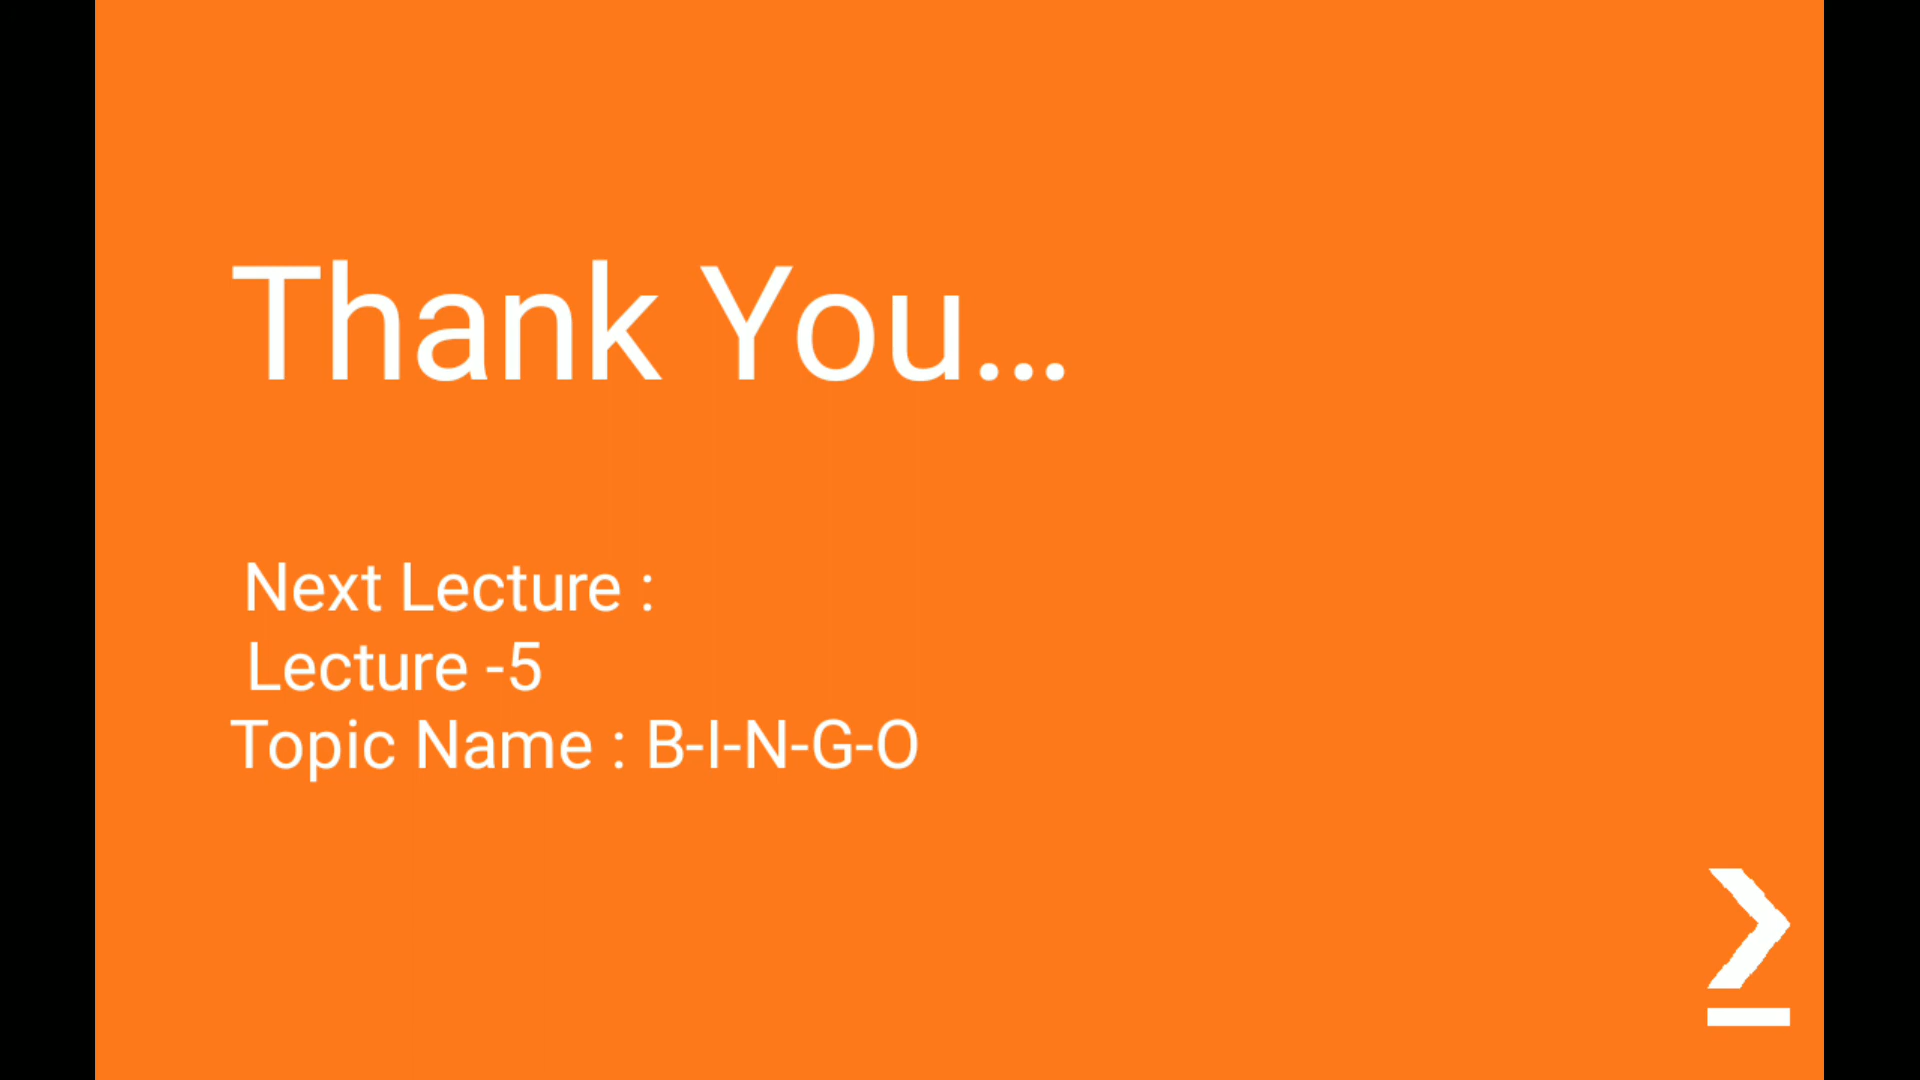 Thank You...
Next Lecture :
Lecture -5
Topic Name : B-I-N-G-O